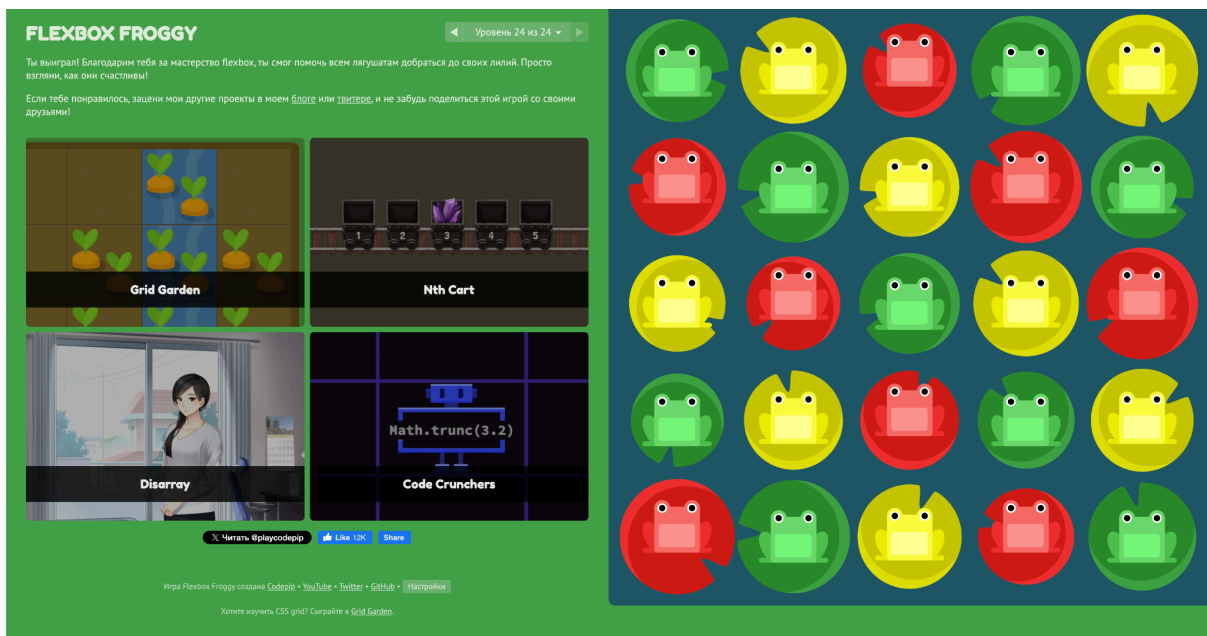 FLEXBOX FROGGY
Уровень 24 из 24
Ты выиграл! Благодарим тебя за мастерство flexbox, ты смог помочь всем лягушатам добраться до своих лилий. Просто
взгляни, как они счастливы!
Если тебе понравилось, зацени мои другие проекты в моем блоге или твитере, и не забудь поделиться этой игрой со своими
друзьями!
Grid Garden
1 2 3 4 5
Nth Cart
Disarray
Math.trunc(3.2)
Code Crunchers
Читать @playcodepip
Like 12K
Share
Игра Flexbox Froggy создана Codepip • YouTube • Twitter • GitHub • Настройки
Хотите изучить CSS grid? Сыграйте в Grid Garden.